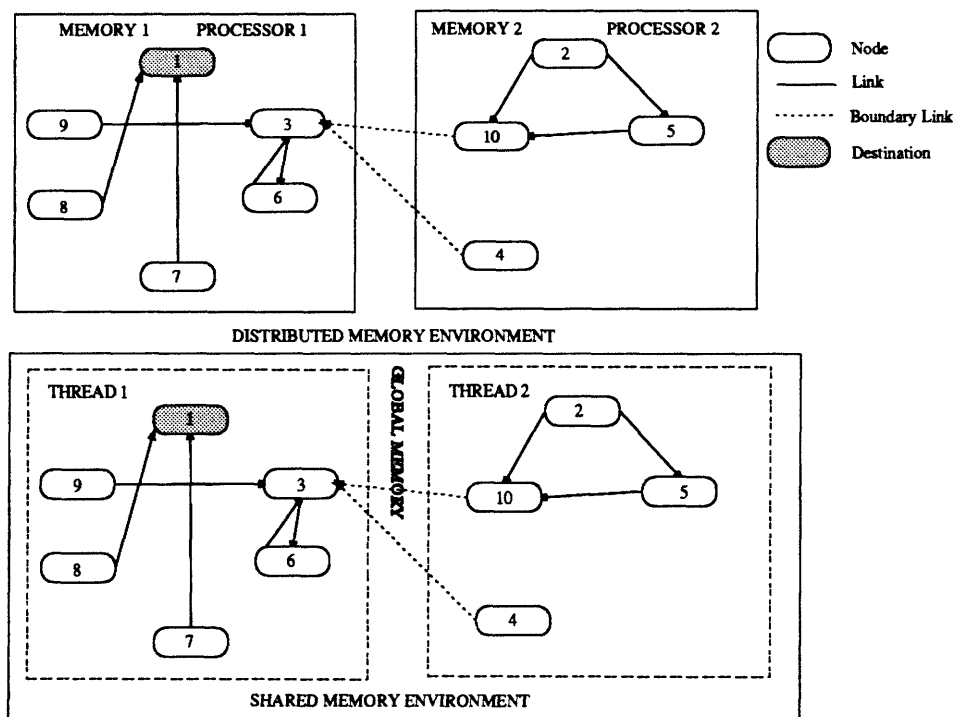 MEMORY 1 PROCESSOR 1
1
9
3
8
6
7
MEMORY 2 PROCESSOR 2
2
10
5
4
Node
Link
Boundary Link
Destination
DISTRIBUTED MEMORY ENVIRONMENT
THREAD 1
1
9
3
8
6
7
GLOBAL MEMORY
THREAD 2
2
10
5
4
SHARED MEMORY ENVIRONMENT